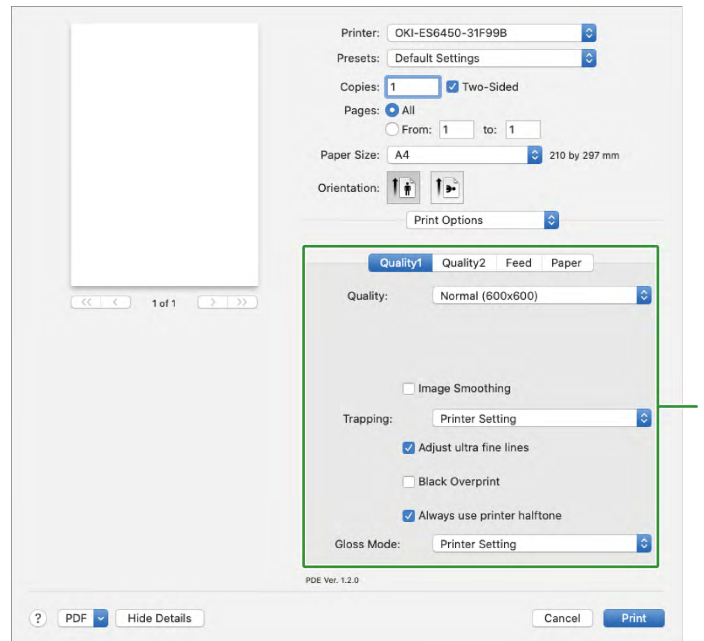 Printer: OKI-ES6450-31F99B
Presets: Default Settings
Copies: 1 Two-Sided
Pages: All
From: 1 to: 1
Paper Size: A4 210 by 297 mm
Orientation:
Print Options
Quality1 Quality2 Feed Paper
Quality: Normal (600x600)
<< < 1 of 1 > >>
Image Smoothing
Trapping: Printer Setting
Adjust ultra fine lines
Black Overprint
Always use printer halftone
Gloss Mode: Printer Setting
PDE Ver. 1.2.0
? PDF Hide Details Cancel Print